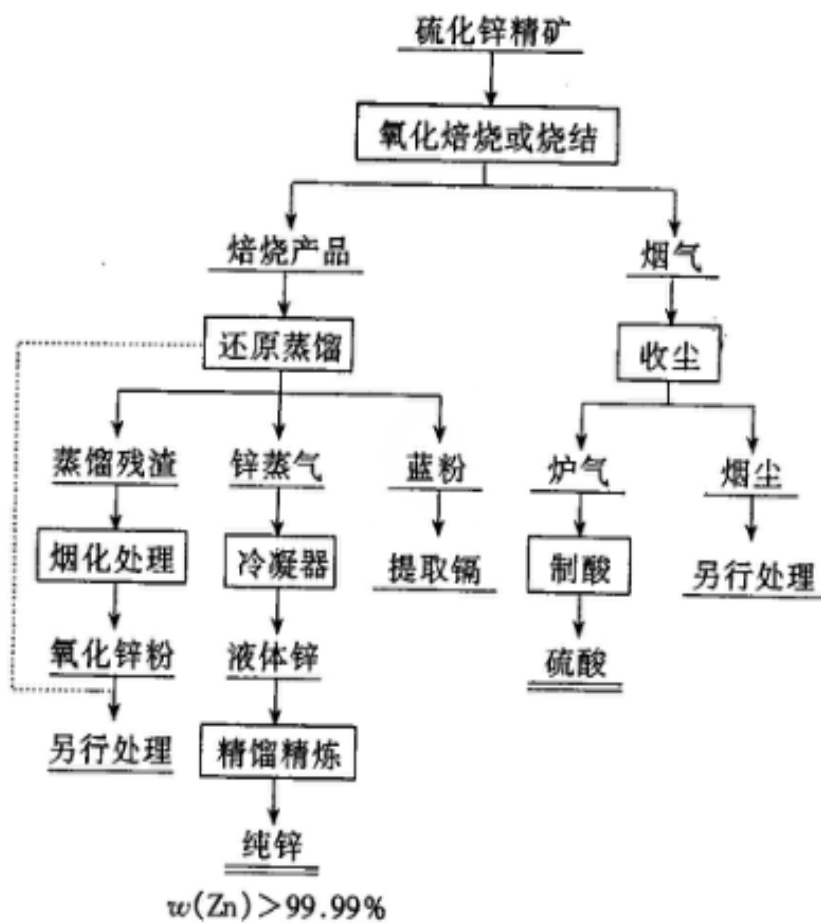 硫化锌精矿
氧化焙烧或烧结
焙烧产品
烟气
还原蒸馏
收尘
蒸馏残渣
锌蒸气
蓝粉
炉气
烟尘
烟化处理
冷凝器
提取镉
制酸
另行处理
氧化锌粉
液体锌
硫酸
另行处理
精馏精炼
纯锌
w(Zn)>99.99%